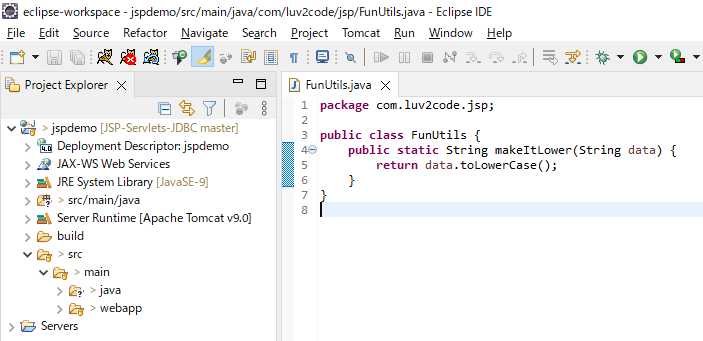 eclipse-workspace - jspdemo/src/main/java/com/luv2code/jsp/FunUtils.java - Eclipse IDE
File Edit Source Refactor Navigate Search Project Tomcat Run Window Help
Project Explorer
> jspdemo [JSP-Servlets-JDBC master]
Deployment Descriptor: jspdemo
JAX-WS Web Services
JRE System Library [JavaSE-9]
> src/main/java
Server Runtime [Apache Tomcat v9.0]
build
> src
> main
> java
> webapp
Servers
FunUtils.java
1 package com.luv2code.jsp;
2
3 public class FunUtils {
4 public static String makeItLower(String data) {
5 return data.toLowerCase();
6 }
7 }
8